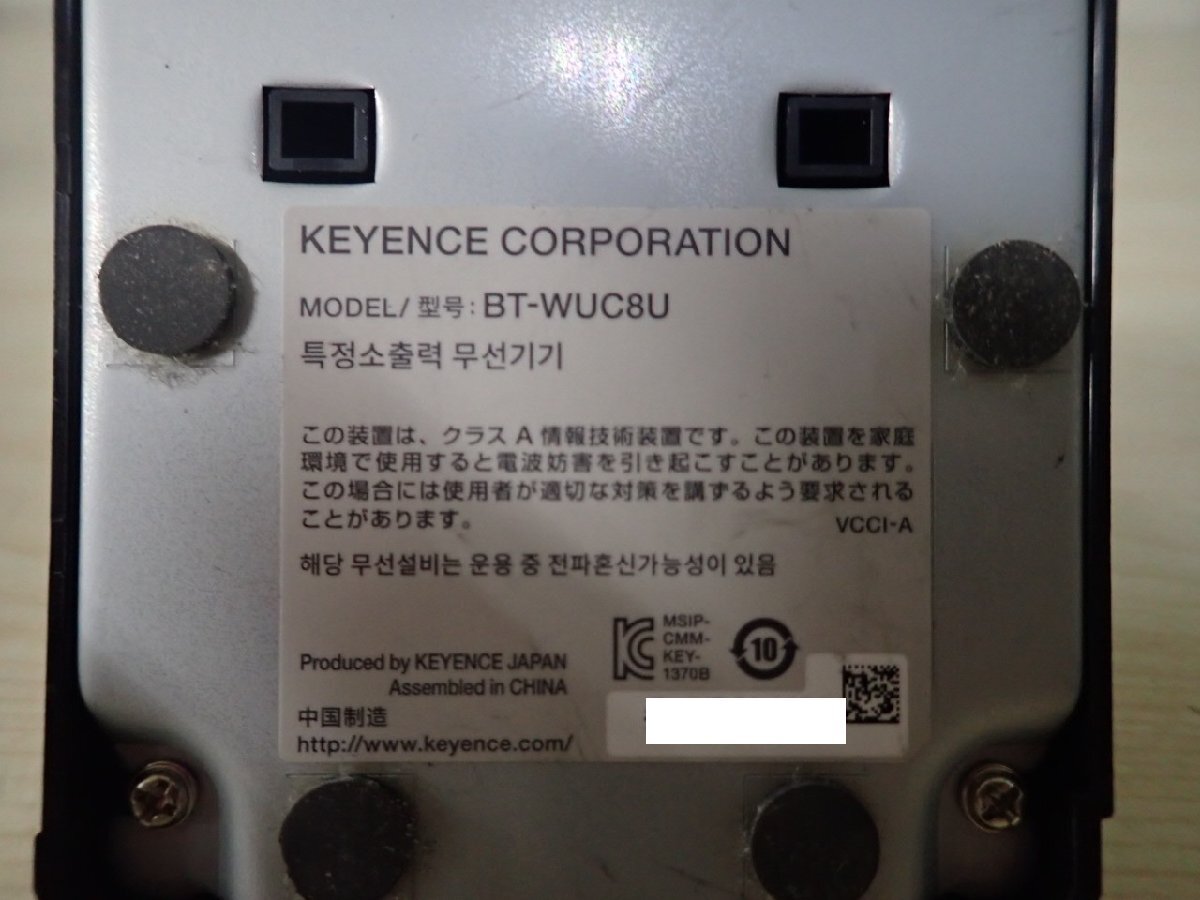 KEYENCE CORPORATION
MODEL/型号: BT-WUC8U
특정소출력 무선기기
この装置は、クラス A 情報技術装置です。この装置を家庭
環境で使用すると電波妨害を引き起こすことがあります。
この場合には使用者が適切な対策を講ずるよう要求される
ことがあります。
VCCI-A
해당 무선설비는 운용 중 전파혼신가능성이 있음
MSIP-
CMM-
KEY-
1370B
10
Produced by KEYENCE JAPAN
Assembled in CHINA
中国制造
http://www.keyence.com/